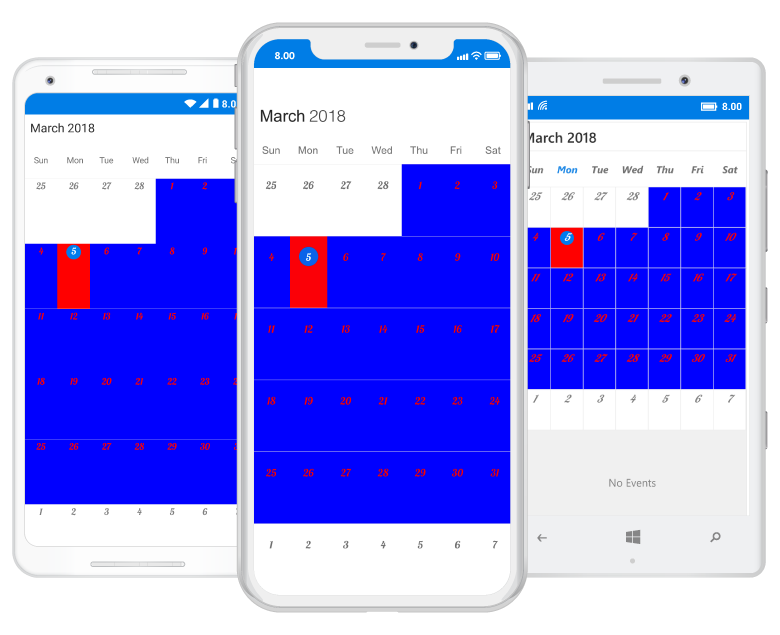 8.0
March 2018
Sun Mon Tue Wed Thu Fri S
25 26 27 28 1 2
4 5 6 7 8 9 1
11 12 13 14 15 16 1
18 19 20 21 22 23 2
25 26 27 28 29 30
1 2 3 4 5 6
8.00
March 2018
Sun Mon Tue Wed Thu Fri Sat
25 26 27 28 1 2 3
4 5 6 7 8 9 10
11 12 13 14 15 16 17
18 19 20 21 22 23 24
25 26 27 28 29 30 31
1 2 3 4 5 6 7
8.00
March 2018
Sun Mon Tue Wed Thu Fri Sat
25 26 27 28 1 2 3
4 5 6 7 8 9 10
11 12 13 14 15 16 17
18 19 20 21 22 23 24
25 26 27 28 29 30 31
1 2 3 4 5 6 7
No Events